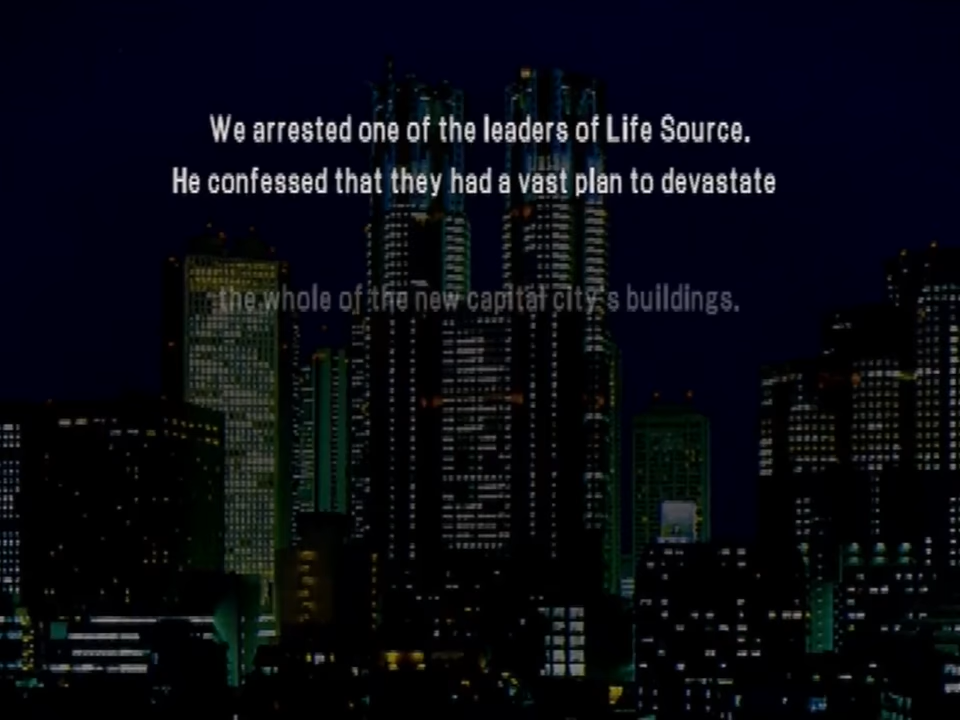 We arrested one of the leaders of Life Source.
He confessed that they had a vast plan to devastate
the whole of the new capital city's buildings.